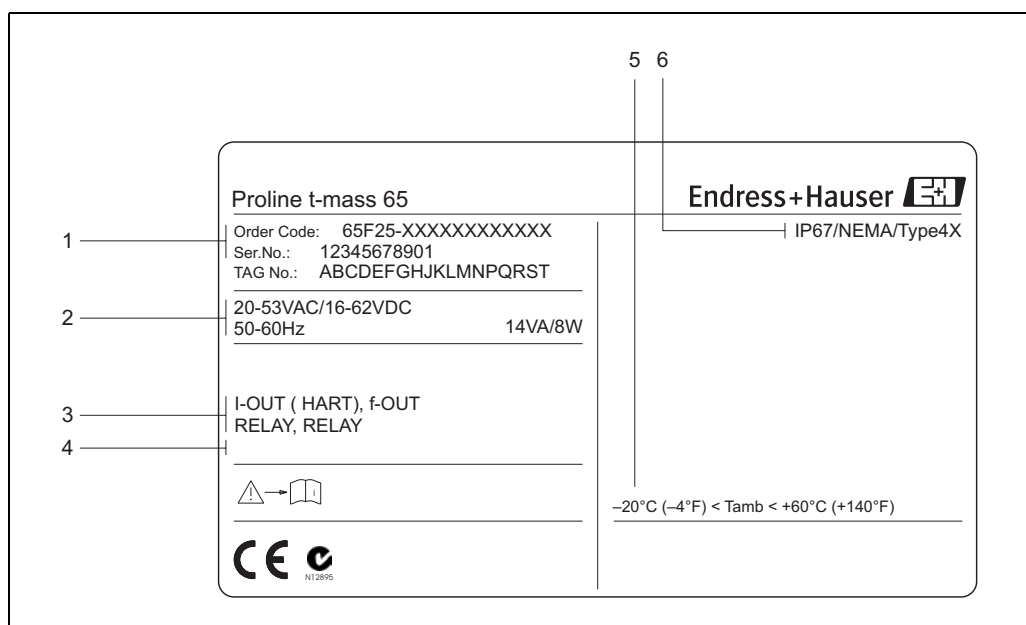 5 6
Proline t-mass 65
Endress+Hauser
1
Order Code: 65F25-XXXXXXXXXXXX
Ser.No.: 12345678901
TAG No.: ABCDEFGHJKLMNPQRST
IP67/NEMA/Type4X
2
20-53VAC/16-62VDC
50-60Hz 14VA/8W
3
I-OUT ( HART), f-OUT
RELAY, RELAY
4
i
–20°C (–4°F) < Tamb < +60°C (+140°F)
CE
N12895